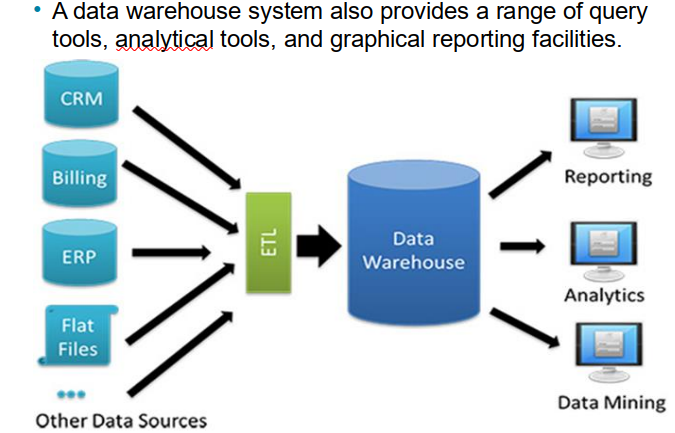 • A data warehouse system also provides a range of query
tools, analytical tools, and graphical reporting facilities.
CRM
Billing
ERP
Flat
Files
Other Data Sources
ETL
Data
Warehouse
Reporting
Analytics
Data Mining